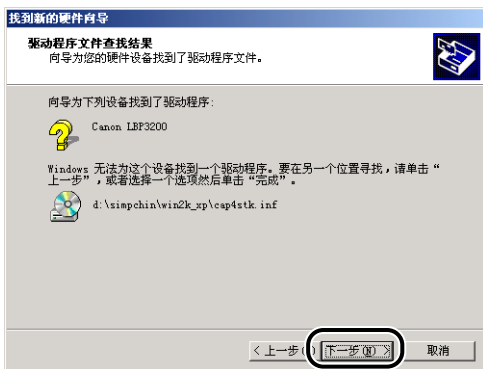 找到新的硬件向导
驱动程序文件查找结果
向导为您的硬件设备找到了驱动程序文件。
向导为下列设备找到了驱动程序:
Canon LBP3200
Windows 无法为这个设备找到一个驱动程序。要在另一个位置寻找，请单击“
上一步”，或者选择一个选项然后单击“完成”。
d:\simpchin\win2k_xp\cap4stk.inf
< 上一步( ) 下一步(N) > 取消